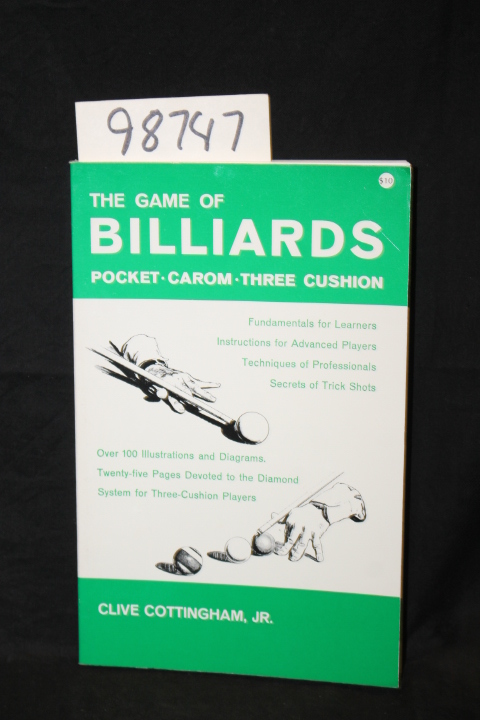 98747
$10
THE GAME OF
BILLIARDS
POCKET · CAROM · THREE CUSHION
Fundamentals for Learners
Instructions for Advanced Players
Techniques of Professionals
Secrets of Trick Shots
Over 100 Illustrations and Diagrams.
Twenty-five Pages Devoted to the Diamond
System for Three-Cushion Players
CLIVE COTTINGHAM, JR.